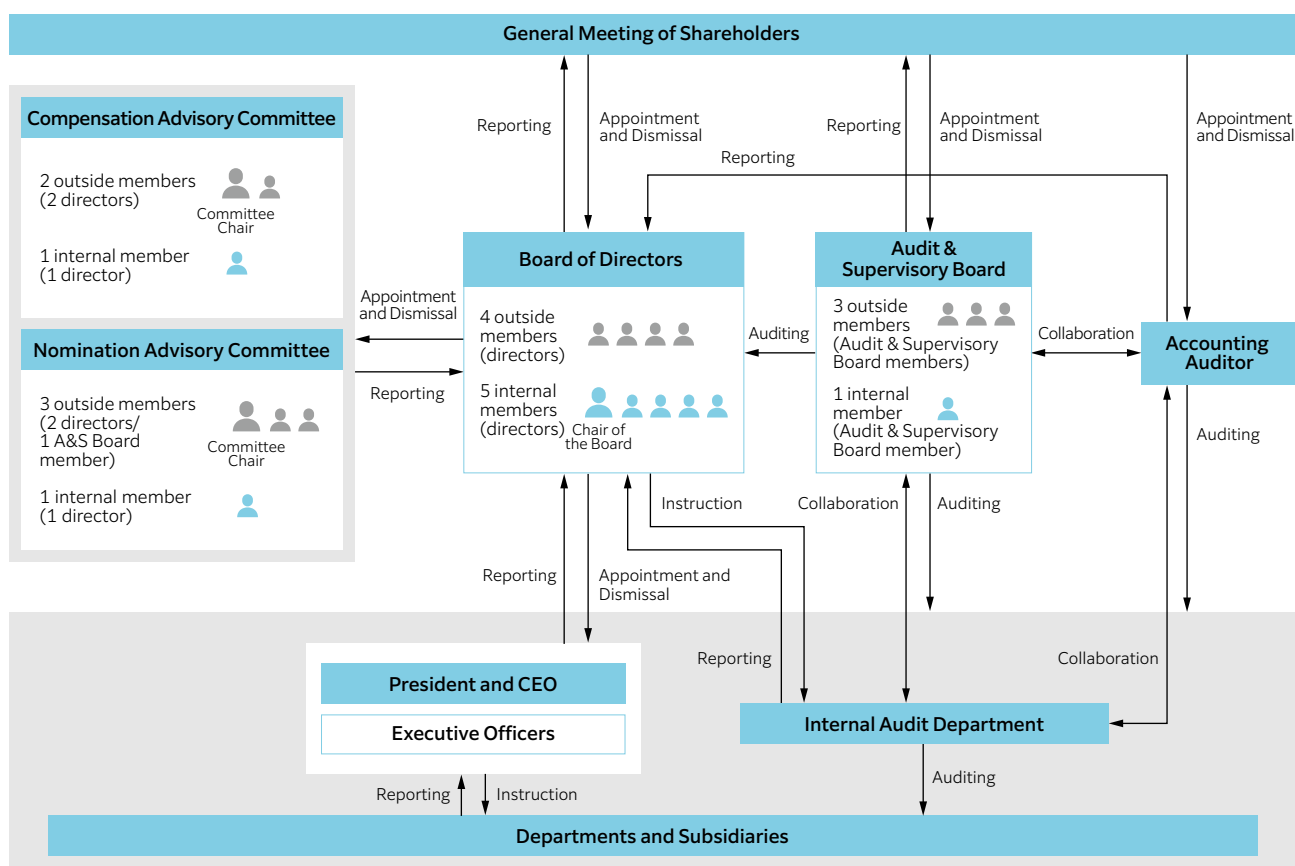 General Meeting of Shareholders
Compensation Advisory Committee
2 outside members
(2 directors)
Committee
Chair
1 internal member
(1 director)
Nomination Advisory Committee
3 outside members
(2 directors/
1 A&S Board
member)
Committee
Chair
1 internal member
(1 director)
Reporting
Appointment
and Dismissal
Reporting
Appointment
and Dismissal
Appointment
and Dismissal
Reporting
Appointment
and Dismissal
Reporting
Board of Directors
4 outside
members
(directors)
5 internal
members
(directors)
Chair of
the Board
Auditing
Audit &
Supervisory Board
3 outside
members
(Audit & Supervisory
Board members)
1 internal
member
(Audit & Supervisory
Board member)
Collaboration
Accounting
Auditor
Auditing
Instruction
Collaboration
Auditing
Reporting
Appointment and
Dismissal
Reporting
Collaboration
President and CEO
Executive Officers
Internal Audit Department
Reporting
Instruction
Auditing
Departments and Subsidiaries